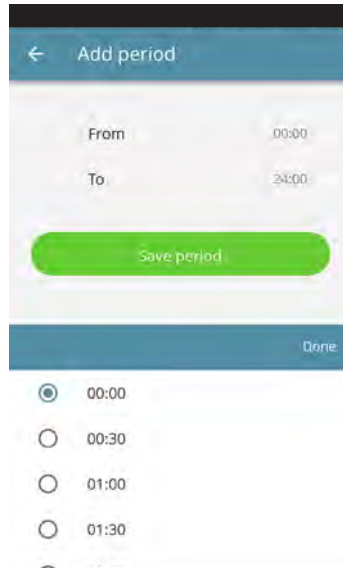 Add period
From 00:00
To 24:00
Save period
Done
00:00
00:30
01:00
01:30